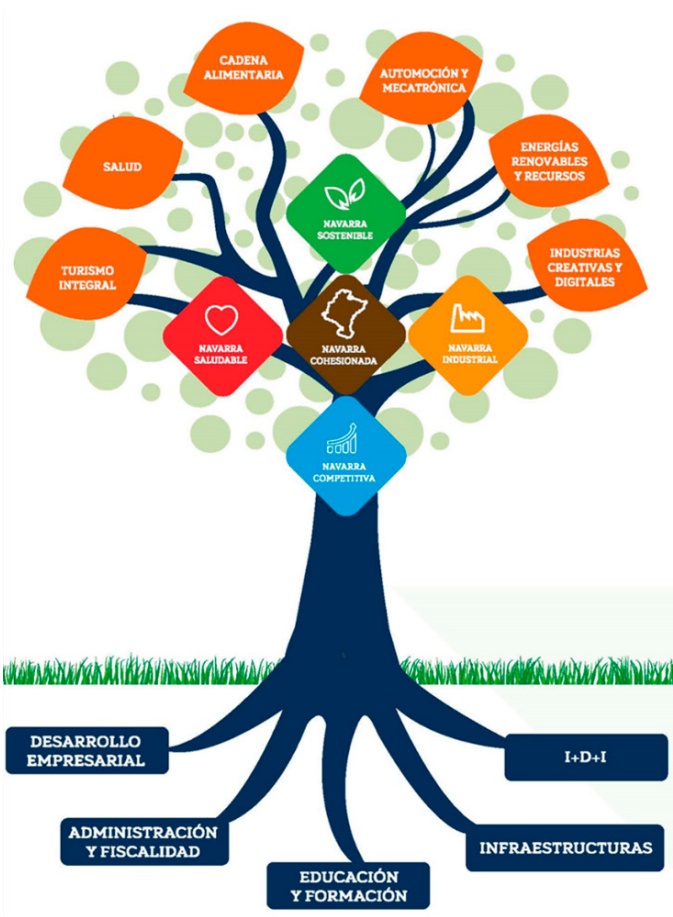 CADENA
ALIMENTARIA
AUTOMOCIÓN Y
MECATRÓNICA
SALUD
ENERGÍAS
RENOVABLES
Y RECURSOS
NAVARRA
SOSTENIBLE
TURISMO
INTEGRAL
INDUSTRIAS
CREATIVAS Y
DIGITALES
NAVARRA
SALUDABLE
NAVARRA
COHESIONADA
NAVARRA
INDUSTRIAL
NAVARRA
COMPETITIVA
DESARROLLO
EMPRESARIAL
I+D+I
ADMINISTRACIÓN
Y FISCALIDAD
INFRAESTRUCTURAS
EDUCACIÓN
Y FORMACIÓN